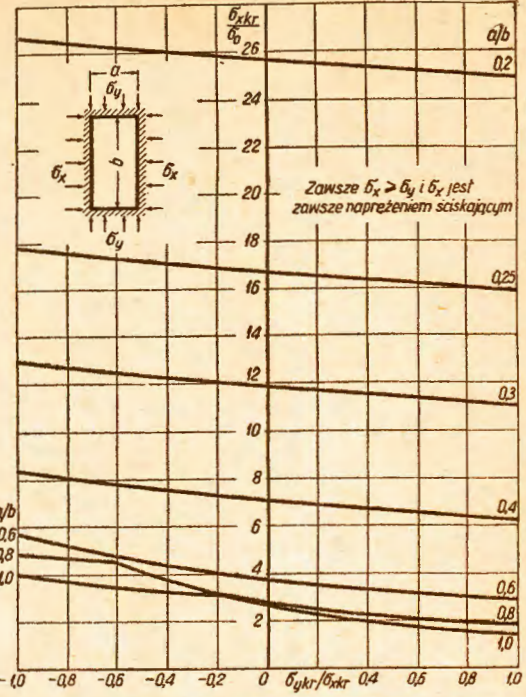 σxkr
σ0
a/b
26
0,2
24
a
σy
22
b
σx
σx
20
Zawsze σx ⩾ σy i σx jest
zawsze naprężeniem ściskającym
18
σy
0,25
16
14
12
0,3
10
8
0,4
6
a/b
0,6
0,8
1,0
4
0,6
0,8
1,0
2
-1,0 -0,8 -0,6 -0,4 -0,2 0 σykr/σxkr 0,4 0,6 0,8 1,0